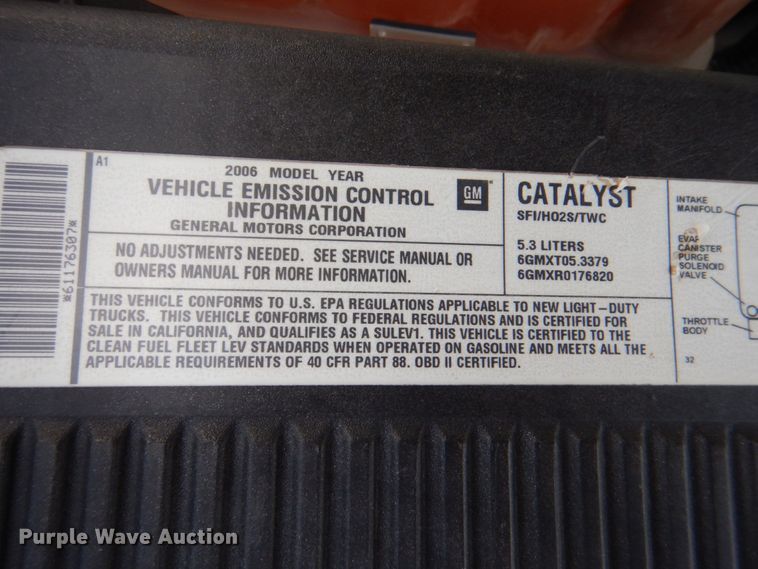 *61176307*
A1
2006 MODEL YEAR
VEHICLE EMISSION CONTROL
INFORMATION
GENERAL MOTORS CORPORATION
GM
NO ADJUSTMENTS NEEDED. SEE SERVICE MANUAL OR
OWNERS MANUAL FOR MORE INFORMATION.
CATALYST
SFI/HO2S/TWC
5.3 LITERS
6GMXT05.3379
6GMXR0176820
THIS VEHICLE CONFORMS TO U.S. EPA REGULATIONS APPLICABLE TO NEW LIGHT-DUTY
TRUCKS. THIS VEHICLE CONFORMS TO FEDERAL REGULATIONS AND IS CERTIFIED FOR
SALE IN CALIFORNIA, AND QUALIFIES AS A SULEV1. THIS VEHICLE IS CERTIFIED TO THE
CLEAN FUEL FLEET LEV STANDARDS WHEN OPERATED ON GASOLINE AND MEETS ALL THE
APPLICABLE REQUIREMENTS OF 40 CFR PART 88. OBD II CERTIFIED.
INTAKE
MANIFOLD
EVAP
CANISTER
PURGE
SOLENOID
VALVE
THROTTLE
BODY
32
Purple Wave Auction